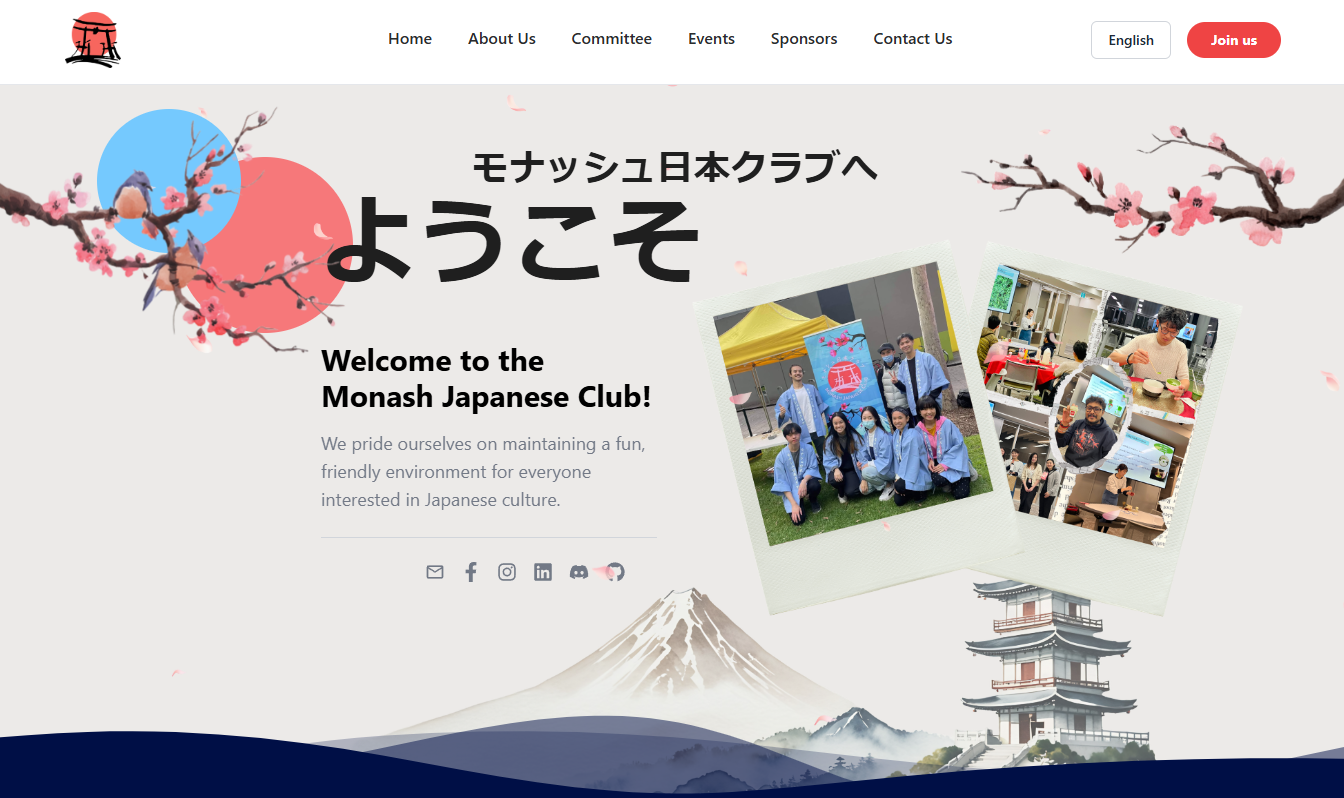 Home About Us Committee Events Sponsors Contact Us English Join us
モナッシュ日本クラブへ
ようこそ
Welcome to the
Monash Japanese Club!
We pride ourselves on maintaining a fun,
friendly environment for everyone
interested in Japanese culture.